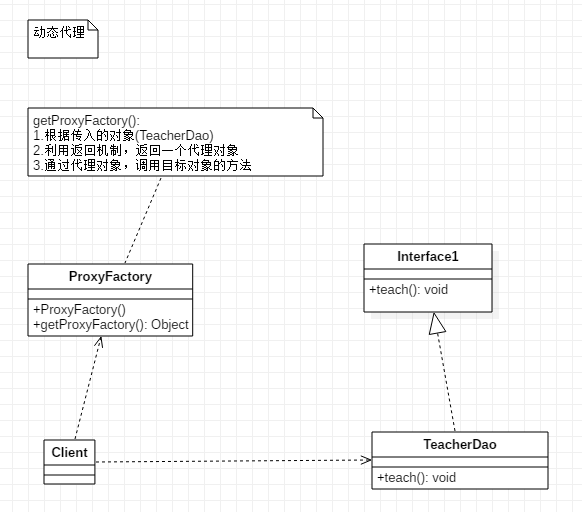 动态代理
getProxyFactory():
1.根据传入的对象(TeacherDao)
2.利用返回机制，返回一个代理对象
3.通过代理对象，调用目标对象的方法
ProxyFactory
+ProxyFactory()
+getProxyFactory(): Object
Interface1
+teach(): void
Client
TeacherDao
+teach(): void